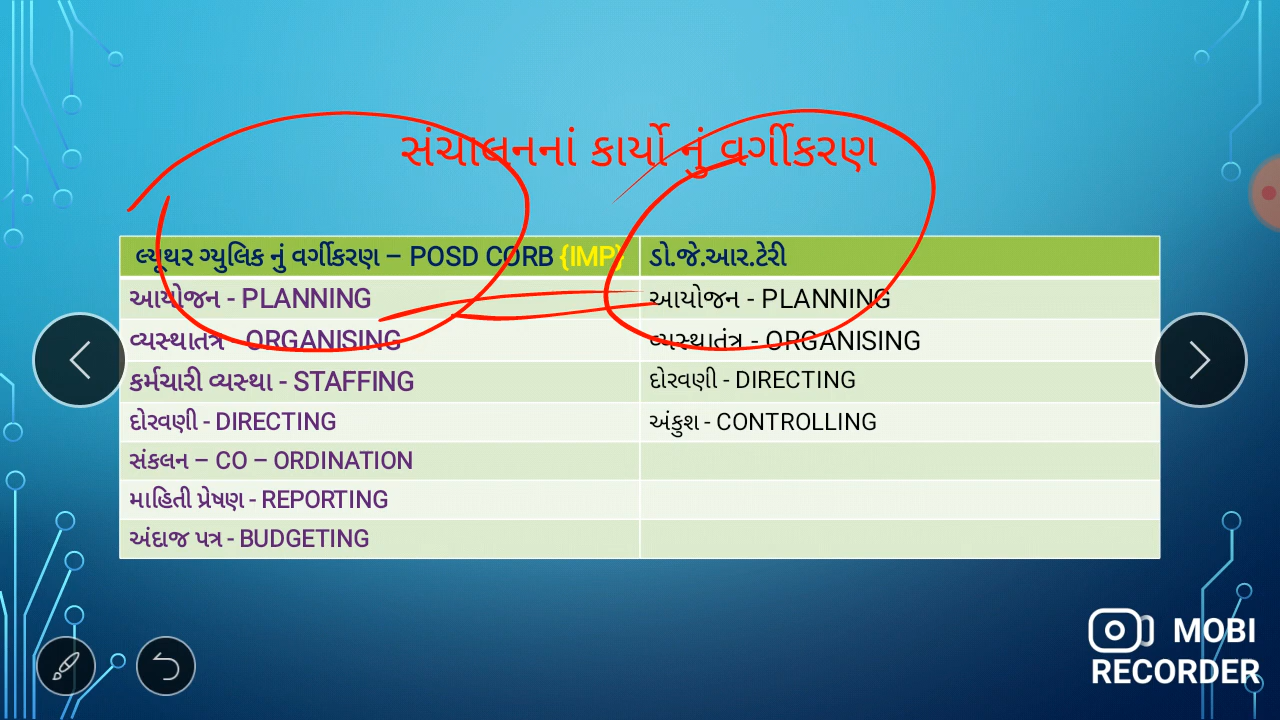 સંચાલનનાં કાર્યો નું વર્ગીકરણ
લ્યૂથર ગ્યુલિક નું વર્ગીકરણ – POSD CORB {IMP} ડો.જે.આર.ટેરી
આયોજન - PLANNING આયોજન - PLANNING
વ્યસ્થાતંત્ર - ORGANISING વ્યસ્થાતંત્ર - ORGANISING
કર્મચારી વ્યસ્થા - STAFFING દોરવણી - DIRECTING
દોરવણી - DIRECTING અંકુશ - CONTROLLING
સંકલન – CO – ORDINATION
માહિતી પ્રેષણ - REPORTING
અંદાજ પત્ર - BUDGETING
MOBI
RECORDER